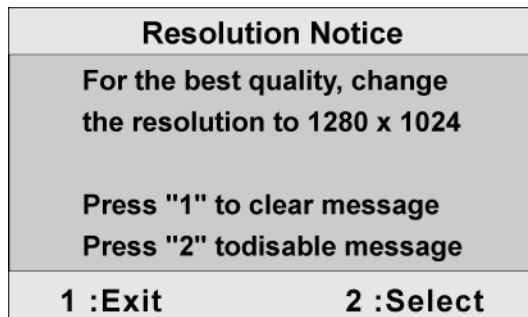 Resolution Notice
For the best quality, change
the resolution to 1280 x 1024
Press "1" to clear message
Press "2" todisable message
1 :Exit 2 :Select